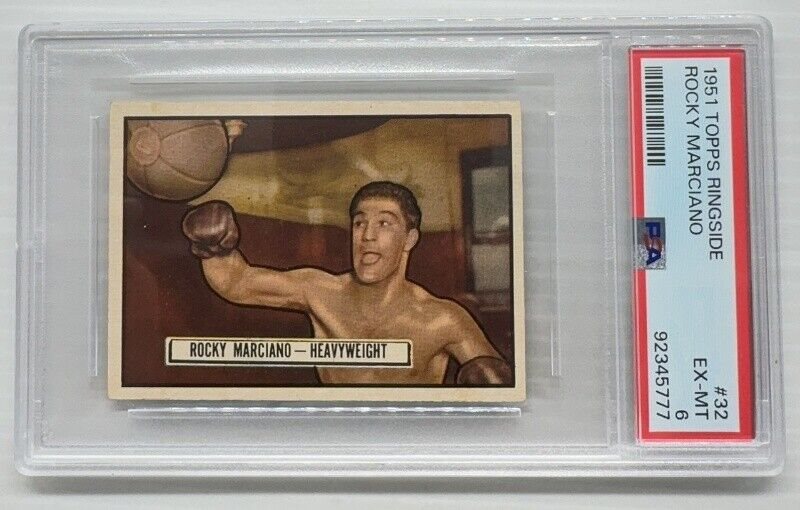 ROCKY MARCIANO — HEAVYWEIGHT
1951 TOPPS RINGSIDE
ROCKY MARCIANO
PSA
#32
EX-MT
6
92345777